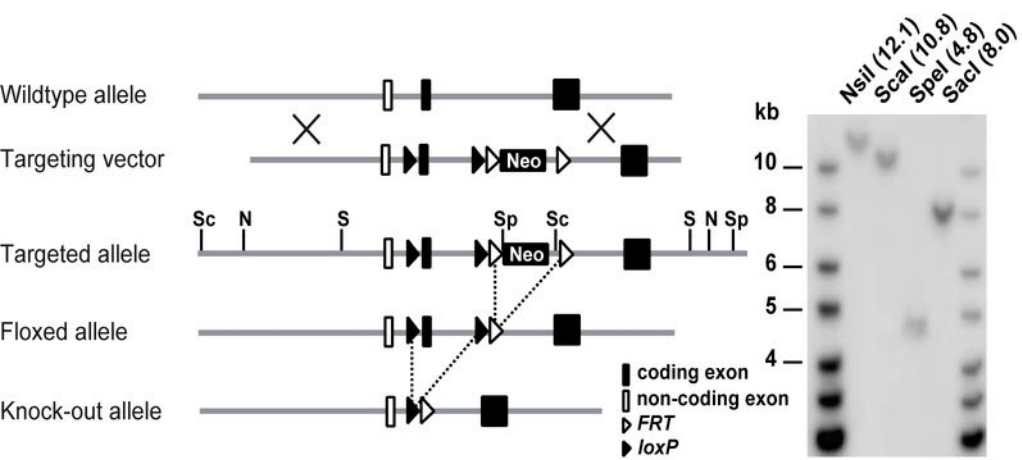 Wildtype allele
Targeting vector
Neo
Sc N S Sp Sc S N Sp
Targeted allele
Neo
Floxed allele
Knock-out allele
coding exon
non-coding exon
FRT
loxP
NsiI (12.1)
ScaI (10.8)
SpeI (4.8)
SacI (8.0)
kb
10
8
6
5
4